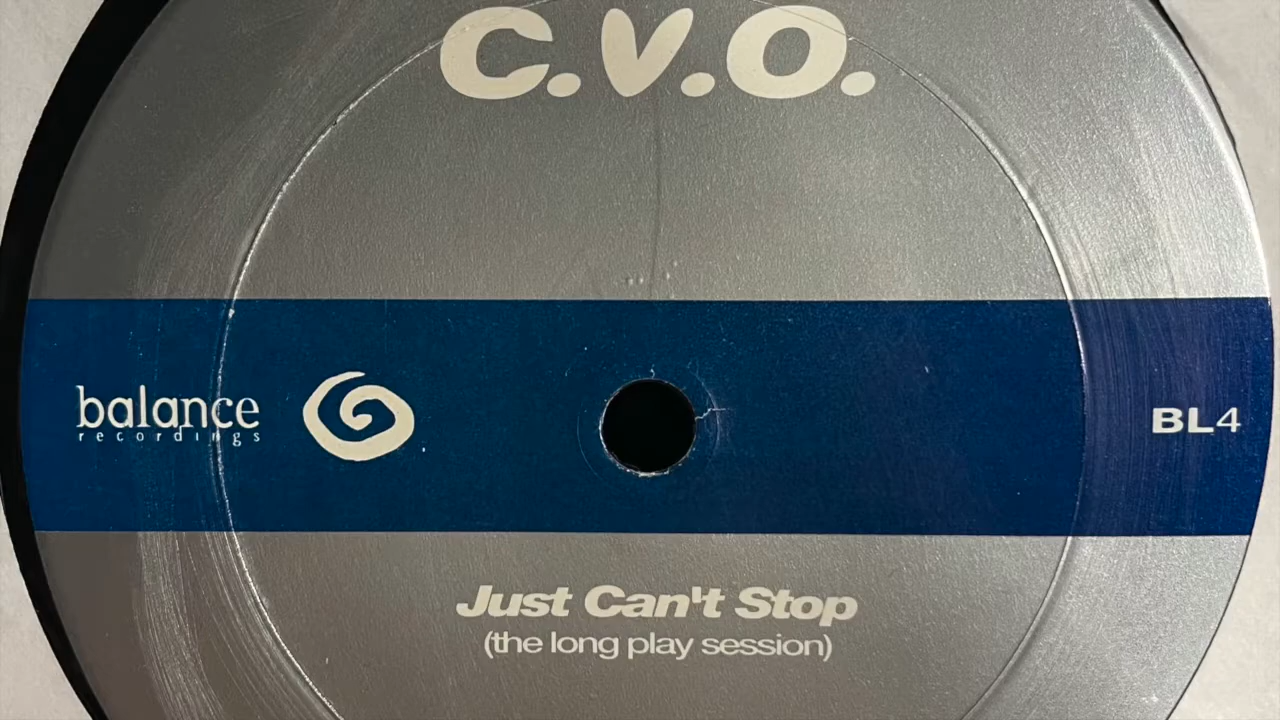 C.V.O.
balance
recordings
BL4
Just Can't Stop
(the long play session)